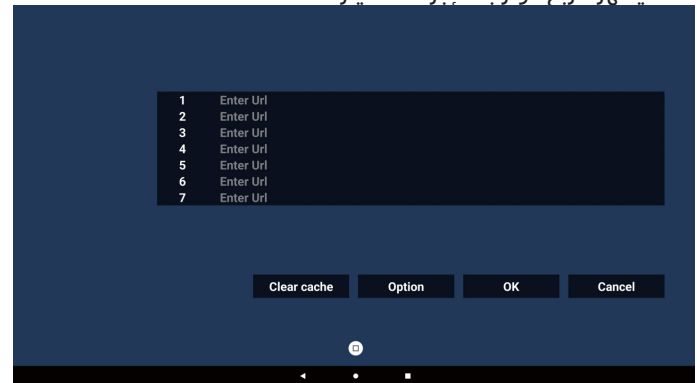 1 Enter Url
2 Enter Url
3 Enter Url
4 Enter Url
5 Enter Url
6 Enter Url
7 Enter Url
Clear cache Option OK Cancel